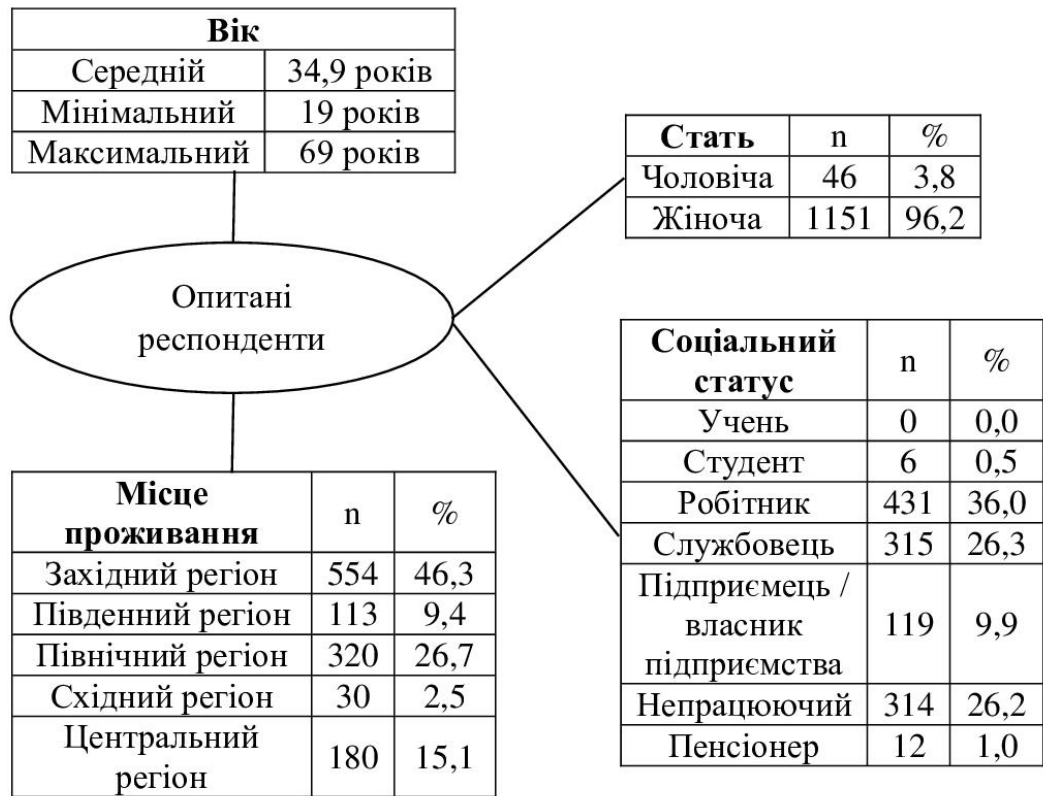 Вік
Середній 34,9 років
Мінімальний 19 років
Максимальний 69 років
Стать n %
Чоловіча 46 3,8
Жіноча 1151 96,2
Опитані
респонденти
Місце
проживання n %
Західний регіон 554 46,3
Південний регіон 113 9,4
Північний регіон 320 26,7
Східний регіон 30 2,5
Центральний
регіон 180 15,1
Соціальний
статус n %
Учень 0 0,0
Студент 6 0,5
Робітник 431 36,0
Службовець 315 26,3
Підприємець /
власник 119 9,9
підприємства
Непрацюючий 314 26,2
Пенсіонер 12 1,0